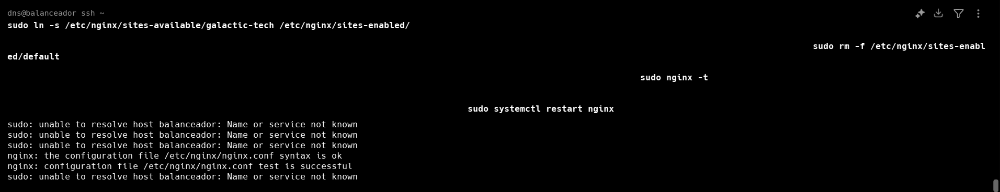 dns@balanceador ssh ~
sudo ln -s /etc/nginx/sites-available/galactic-tech /etc/nginx/sites-enabled/
sudo rm -f /etc/nginx/sites-enabl
ed/default
sudo nginx -t
sudo systemctl restart nginx
sudo: unable to resolve host balanceador: Name or service not known
sudo: unable to resolve host balanceador: Name or service not known
sudo: unable to resolve host balanceador: Name or service not known
nginx: the configuration file /etc/nginx/nginx.conf syntax is ok
nginx: configuration file /etc/nginx/nginx.conf test is successful
sudo: unable to resolve host balanceador: Name or service not known